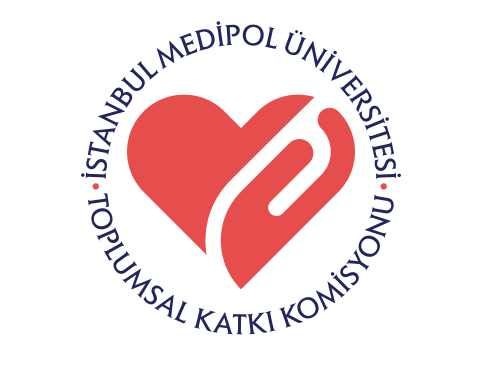 İSTANBUL MEDİPOL ÜNİVERSİTESİ
TOPLUMSAL KATKI KOMİSYONU